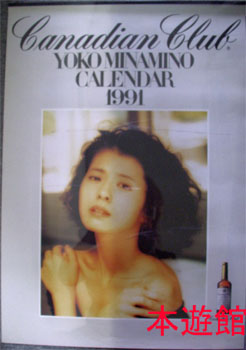 Canadian Club®
YOKO MINAMINO
CALENDAR
1991
本遊館